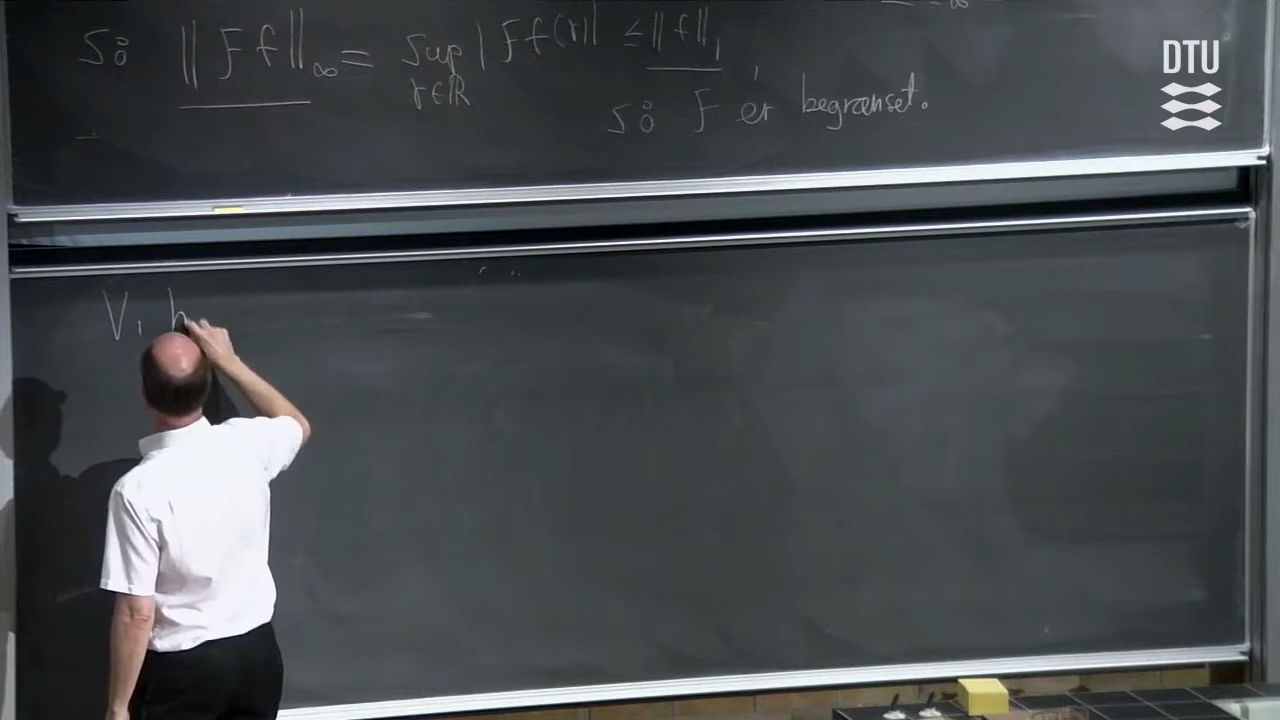 så ‖Ff‖∞ = sup |Ff(γ)| ≤ ‖f‖₁,
γ∈ℝ
så F er begrænset.
Vi h
DTU